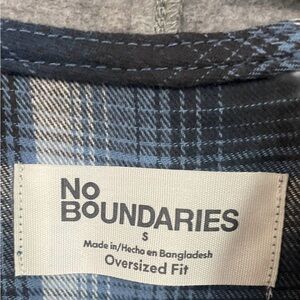 No
BOUNDARIES
S
Made in/Hecho en Bangladesh
Oversized Fit